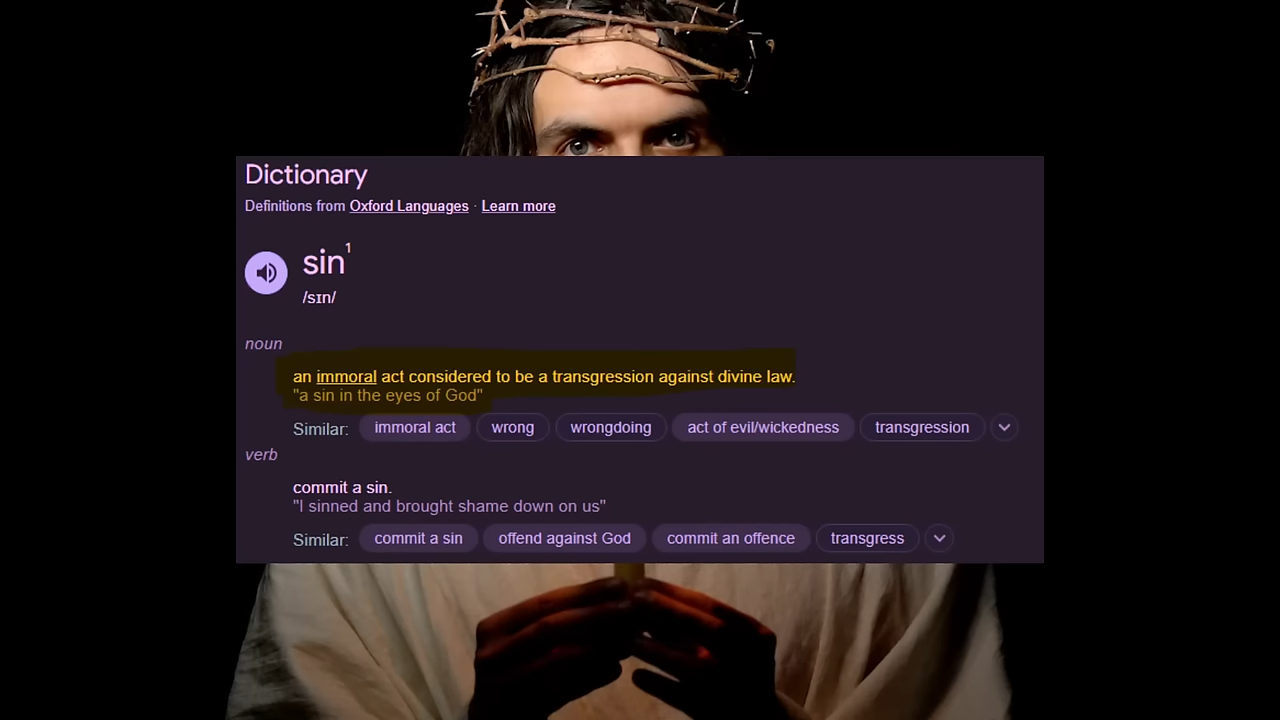 Dictionary
Definitions from Oxford Languages · Learn more
sin¹
/sɪn/
noun
an immoral act considered to be a transgression against divine law.
"a sin in the eyes of God"
Similar: immoral act wrong wrongdoing act of evil/wickedness transgression
verb
commit a sin.
"I sinned and brought shame down on us"
Similar: commit a sin offend against God commit an offence transgress